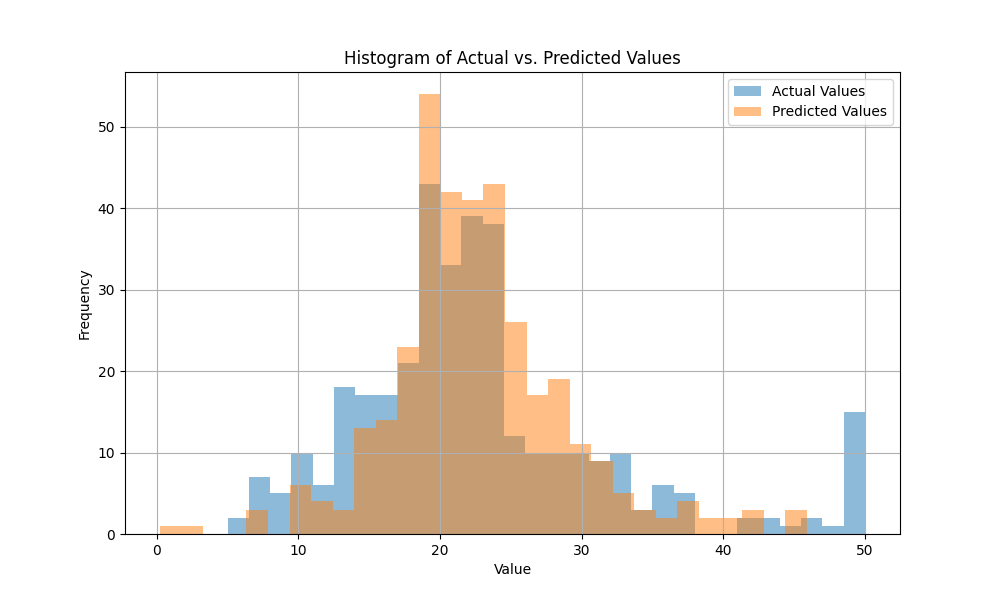 Histogram of Actual vs. Predicted Values
Actual Values
Predicted Values
Frequency
50
40
30
20
10
0
0 10 20 30 40 50
Value